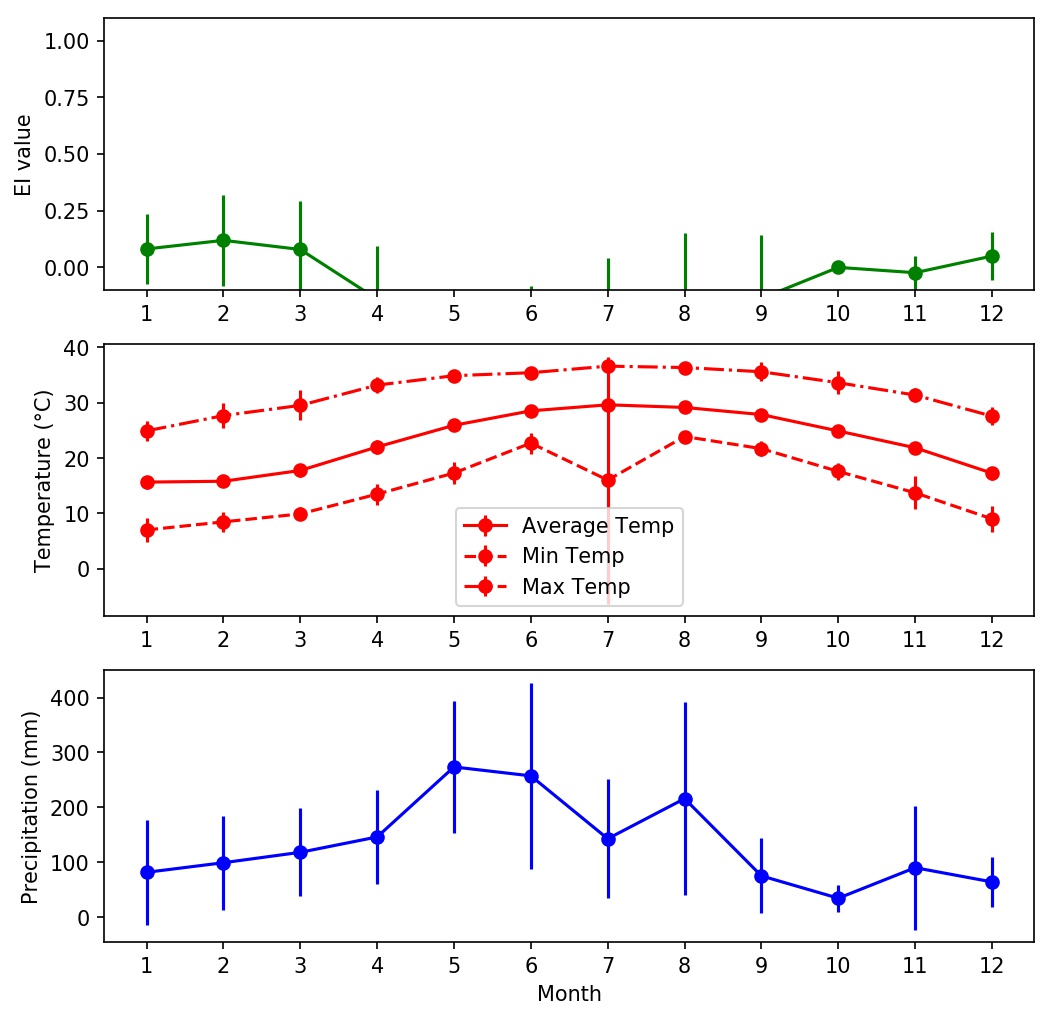 EI value
1.00
0.75
0.50
0.25
0.00
1 2 3 4 5 6 7 8 9 10 11 12
Temperature (°C)
40
30
20
10
0
Average Temp
Min Temp
Max Temp
1 2 3 4 5 6 7 8 9 10 11 12
Precipitation (mm)
400
300
200
100
0
1 2 3 4 5 6 7 8 9 10 11 12
Month